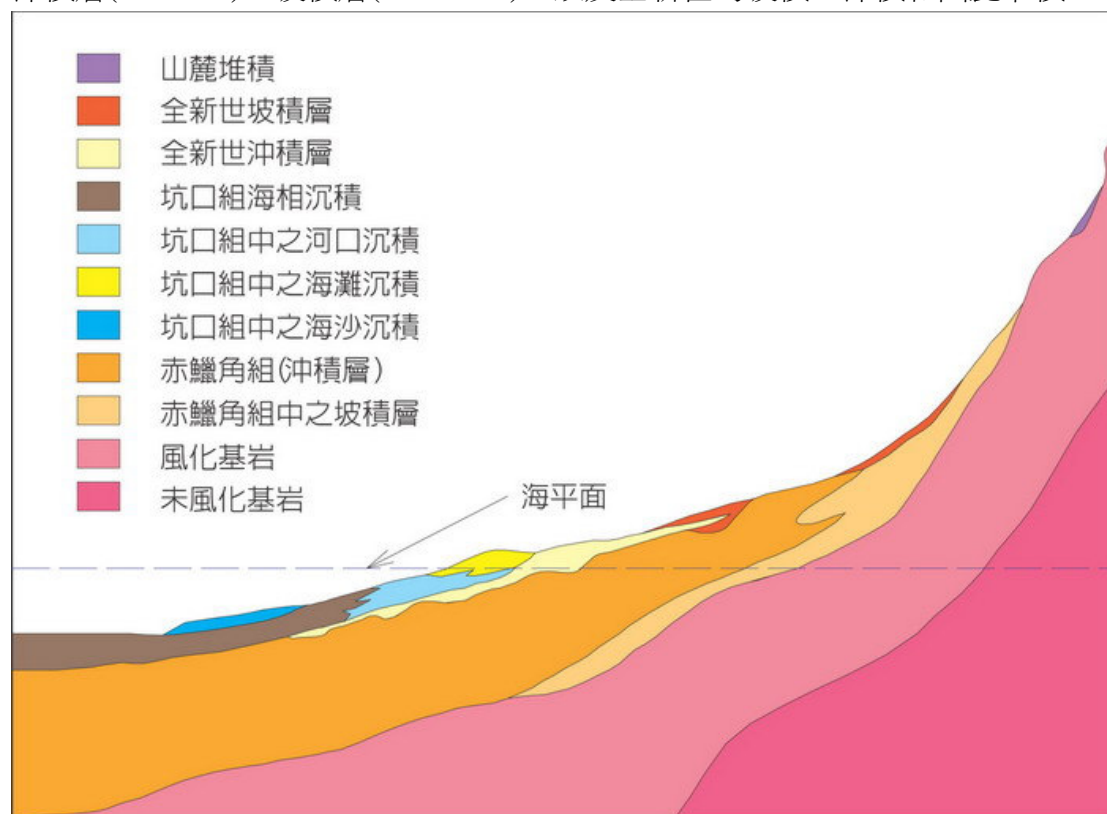 山麓堆積
全新世坡積層
全新世沖積層
坑口組海相沉積
坑口組中之河口沉積
坑口組中之海灘沉積
坑口組中之海沙沉積
赤鱲角組(沖積層)
赤鱲角組中之坡積層
風化基岩
未風化基岩
海平面